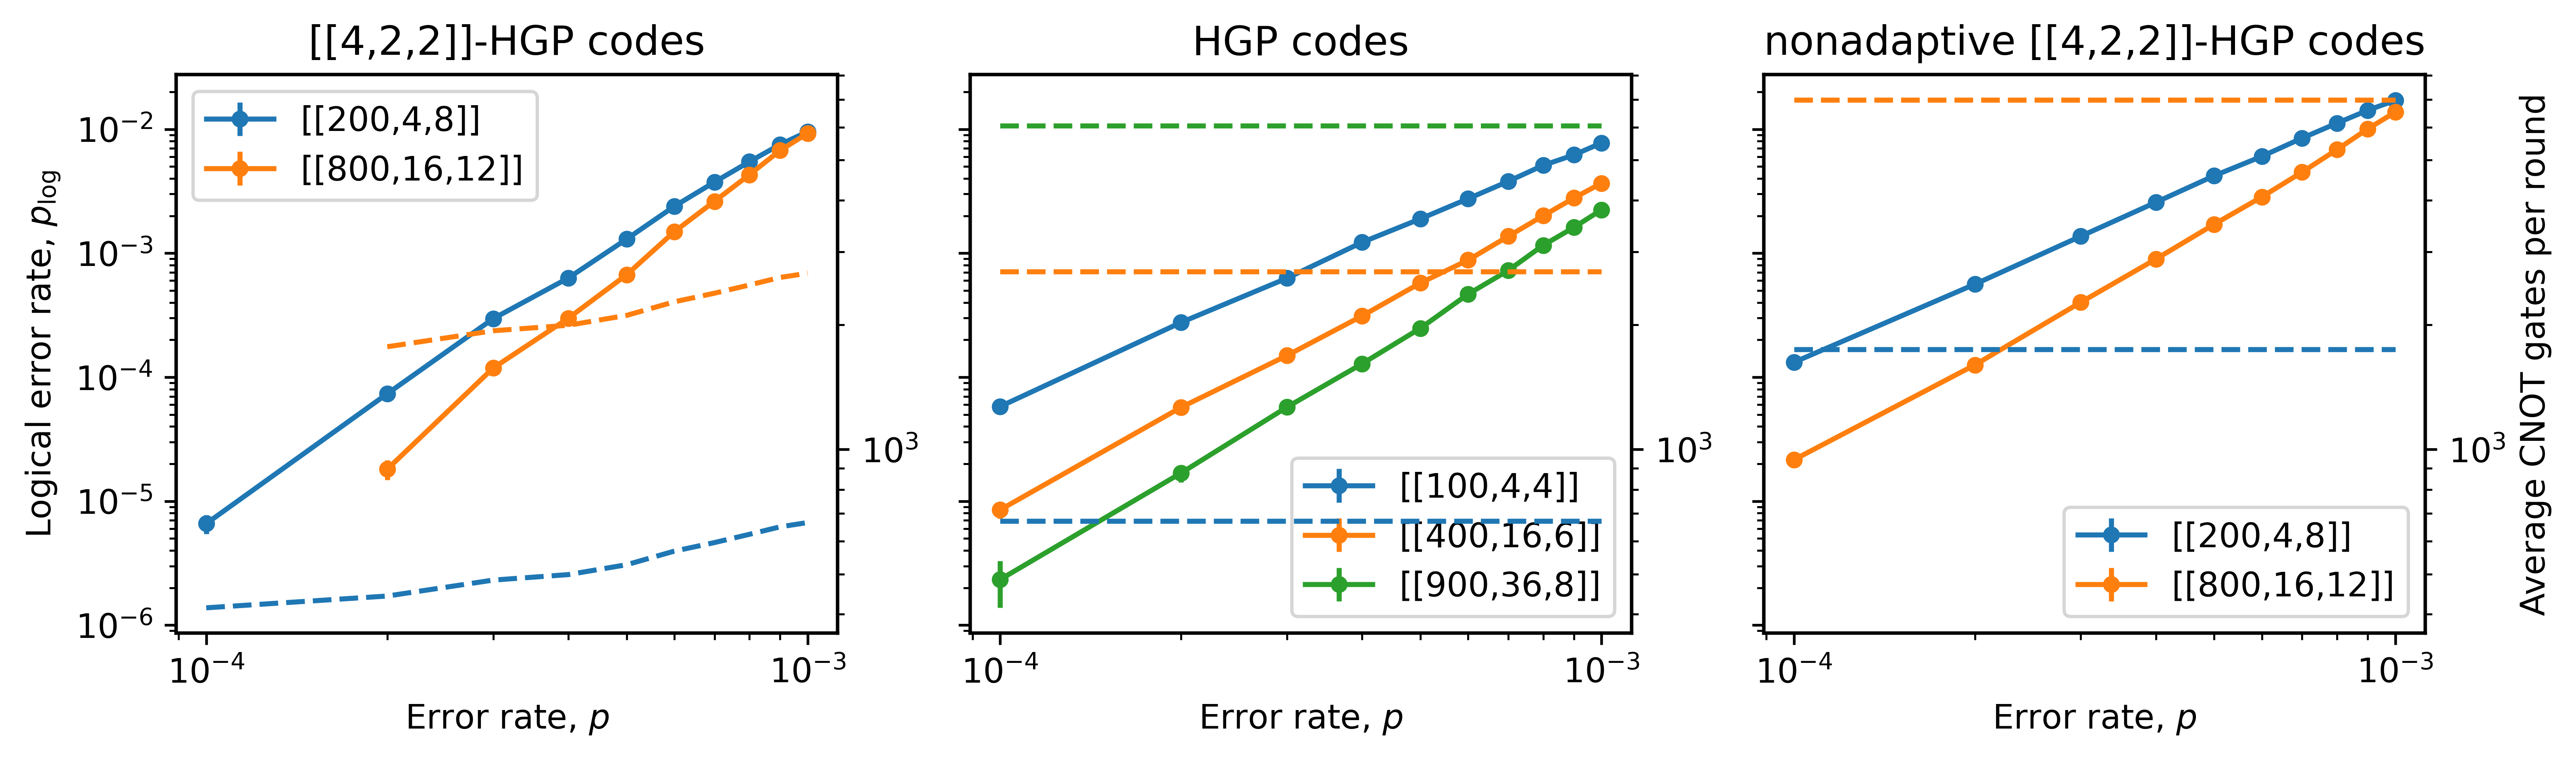 [[4,2,2]]-HGP codes
HGP codes
nonadaptive [[4,2,2]]-HGP codes
Logical error rate, p_log
10^−2
10^−3
10^−4
10^−5
10^−6
[[200,4,8]]
[[800,16,12]]
10^3
10^−4
10^−3
Error rate, p
[[100,4,4]]
[[400,16,6]]
[[900,36,8]]
10^3
10^−4
10^−3
Error rate, p
[[200,4,8]]
[[800,16,12]]
10^3
10^−4
10^−3
Error rate, p
Average CNOT gates per round